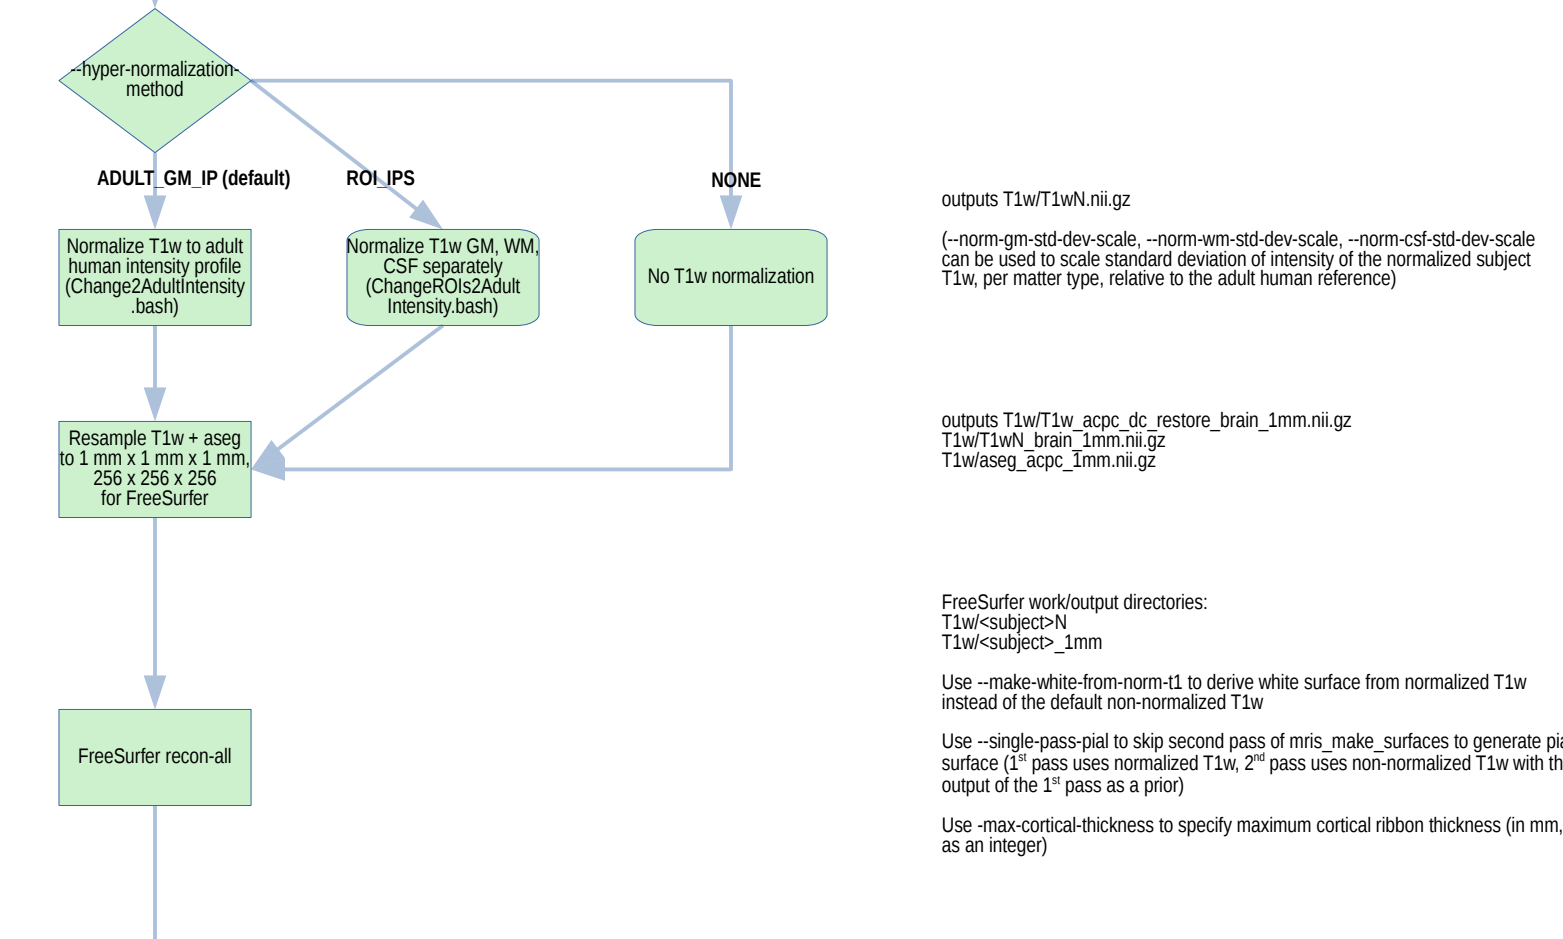 --hyper-normalization-
method
ADULT_GM_IP (default)
ROI_IPS
NONE
Normalize T1w to adult
human intensity profile
(Change2AdultIntensity
.bash)
Normalize T1w GM, WM,
CSF separately
(ChangeROIs2Adult
Intensity.bash)
No T1w normalization
outputs T1w/T1wN.nii.gz
(--norm-gm-std-dev-scale, --norm-wm-std-dev-scale, --norm-csf-std-dev-scale
can be used to scale standard deviation of intensity of the normalized subject
T1w, per matter type, relative to the adult human reference)
Resample T1w + aseg
to 1 mm x 1 mm x 1 mm,
256 x 256 x 256
for FreeSurfer
outputs T1w/T1w_acpc_dc_restore_brain_1mm.nii.gz
T1w/T1wN_brain_1mm.nii.gz
T1w/aseg_acpc_1mm.nii.gz
FreeSurfer recon-all
FreeSurfer work/output directories:
T1w/<subject>N
T1w/<subject>_1mm
Use --make-white-from-norm-t1 to derive white surface from normalized T1w
instead of the default non-normalized T1w
Use --single-pass-pial to skip second pass of mris_make_surfaces to generate
surface (1st pass uses normalized T1w, 2nd pass uses non-normalized T1w with
output of the 1st pass as a prior)
Use -max-cortical-thickness to specify maximum cortical ribbon thickness (in mm,
as an integer)